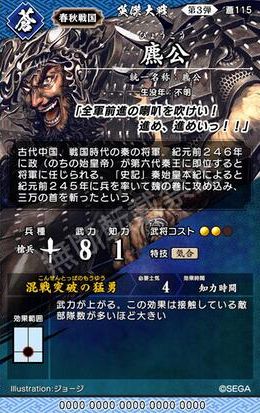 蒼
春秋戦国
英傑大戦
第3弾
蒼115
ひょうこう
麃公
統一名称 麃公
生没年：不明
「全軍前進の喇叭を吹けい！
進め、進めいっ！！」
古代中国、戦国時代の秦の将軍。紀元前246年
に政（のちの始皇帝）が第六代秦王に即位すると
将軍に任じられる。『史記』秦始皇本紀によると
紀元前245年に兵を率いて魏の巻に攻め込み、
三万の首を斬ったという。
兵種
武力
知力
武将コスト
槍兵
8
1
特技
気合
こんせんとっぱのもうゆう
混戦突破の猛勇
必要士気
4
効果時間
知力時間
効果範囲
武力が上がる。この効果は接触している敵
部隊数が多いほど大きい
Illustration:ジョージ
©SEGA
0000-0000-0000-0000-0000